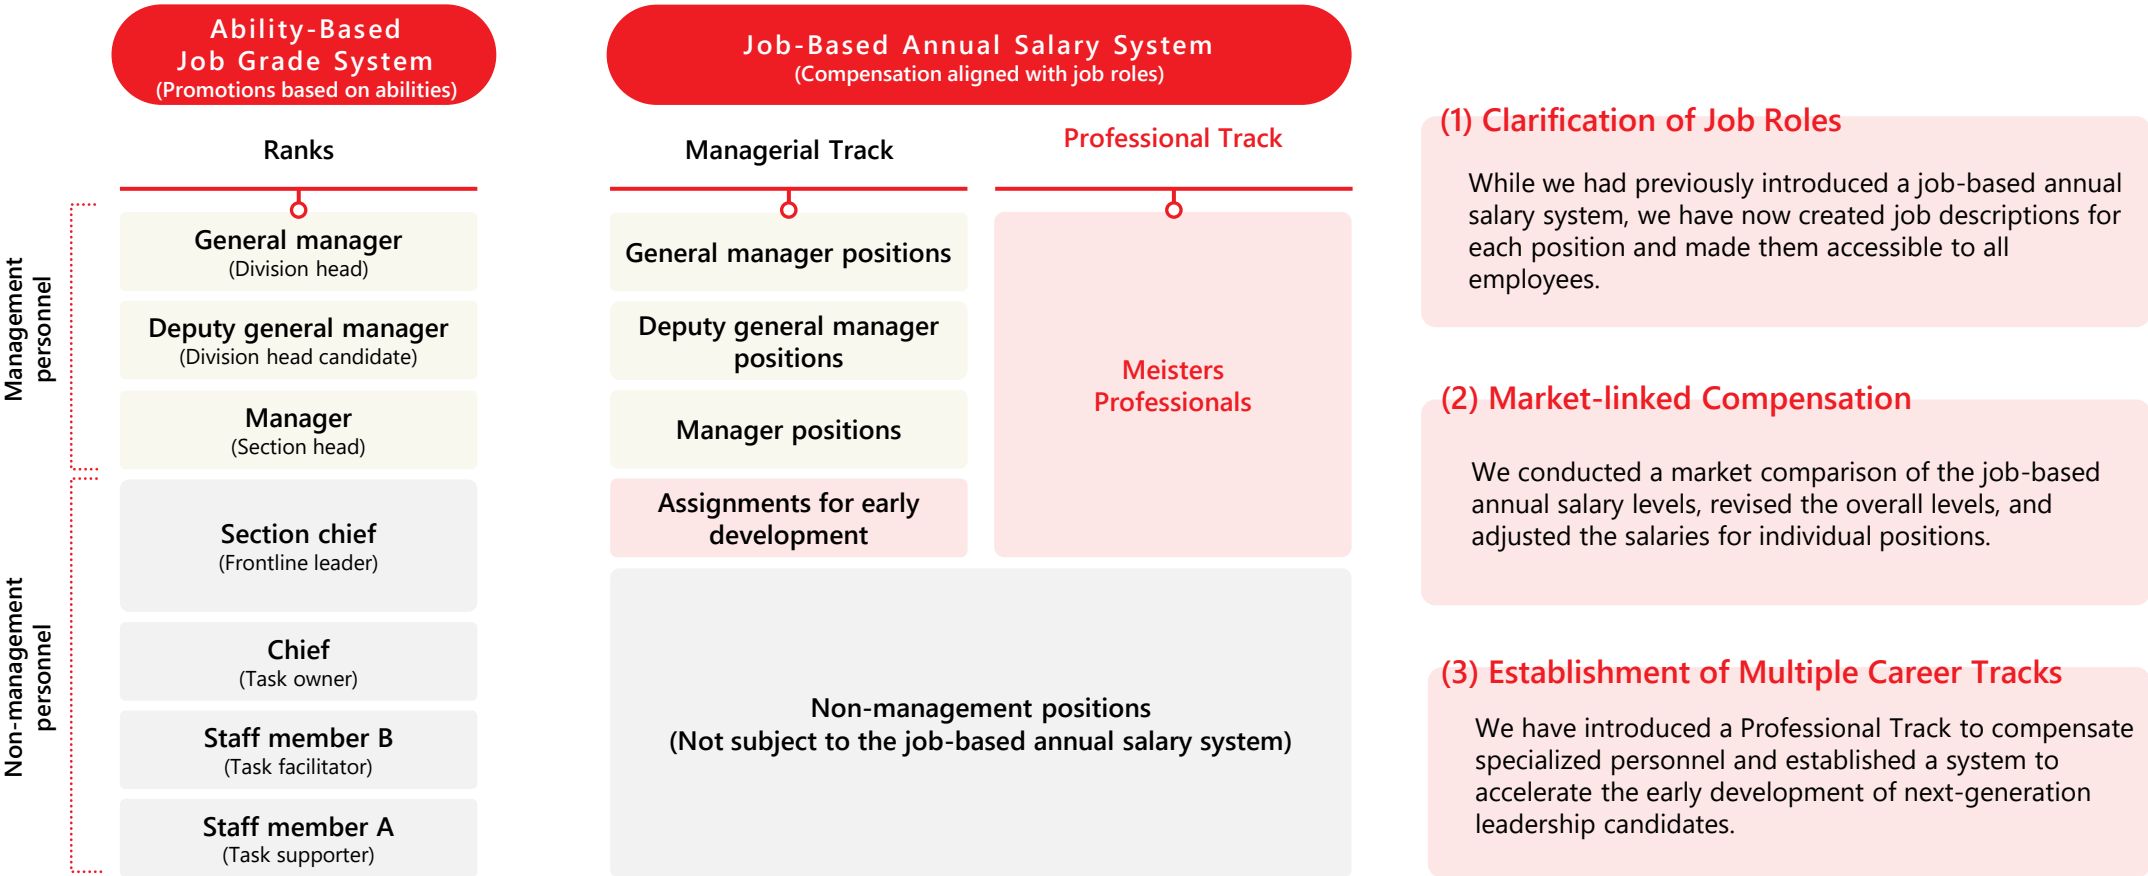 Ability-Based
Job Grade System
(Promotions based on abilities)
Ranks
Management
personnel
General manager
(Division head)
Deputy general manager
(Division head candidate)
Manager
(Section head)
Non-management
personnel
Section chief
(Frontline leader)
Chief
(Task owner)
Staff member B
(Task facilitator)
Staff member A
(Task supporter)
Job-Based Annual Salary System
(Compensation aligned with job roles)
Managerial Track
General manager positions
Deputy general manager
positions
Manager positions
Assignments for early
development
Professional Track
Meisters
Professionals
Non-management positions
(Not subject to the job-based annual salary system)
(1) Clarification of Job Roles
While we had previously introduced a job-based annual
salary system, we have now created job descriptions for
each position and made them accessible to all
employees.
(2) Market-linked Compensation
We conducted a market comparison of the job-based
annual salary levels, revised the overall levels, and
adjusted the salaries for individual positions.
(3) Establishment of Multiple Career Tracks
We have introduced a Professional Track to compensate
specialized personnel and established a system to
accelerate the early development of next-generation
leadership candidates.